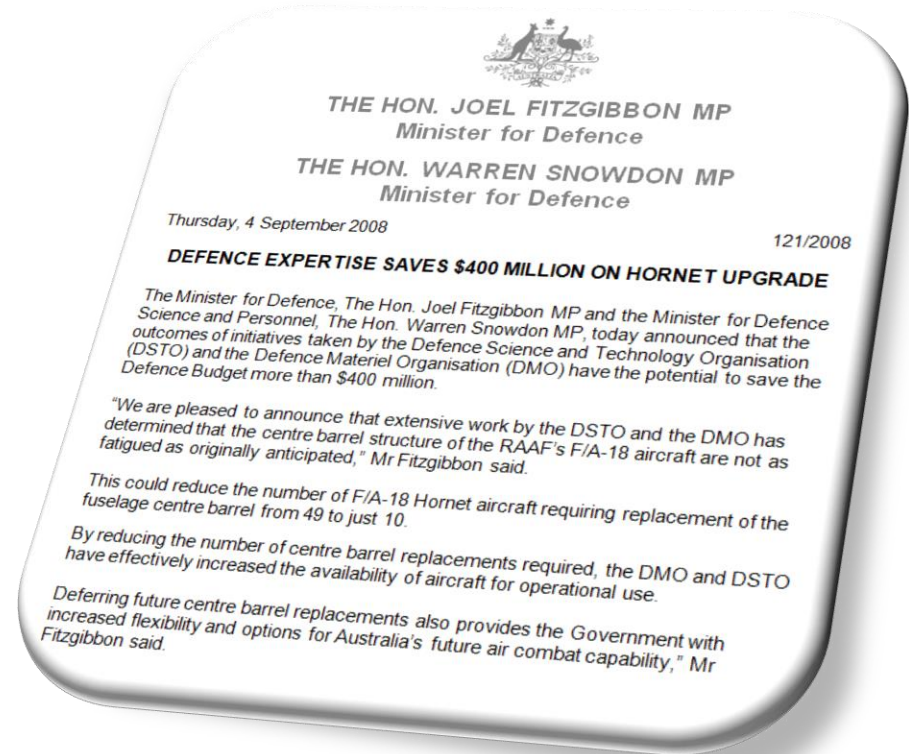 THE HON. JOEL FITZGIBBON MP
Minister for Defence
THE HON. WARREN SNOWDON MP
Minister for Defence
Thursday, 4 September 2008
121/2008
DEFENCE EXPERTISE SAVES $400 MILLION ON HORNET UPGRADE
The Minister for Defence, The Hon. Joel Fitzgibbon MP and the Minister for Defence
Science and Personnel, The Hon. Warren Snowdon MP, today announced that the
outcomes of initiatives taken by the Defence Science and Technology Organisation
(DSTO) and the Defence Materiel Organisation (DMO) have the potential to save the
Defence Budget more than $400 million.
“We are pleased to announce that extensive work by the DSTO and the DMO has
determined that the centre barrel structure of the RAAF's F/A-18 aircraft are not as
fatigued as originally anticipated,” Mr Fitzgibbon said.
This could reduce the number of F/A-18 Hornet aircraft requiring replacement of the
fuselage centre barrel from 49 to just 10.
By reducing the number of centre barrel replacements required, the DMO and DSTO
have effectively increased the availability of aircraft for operational use.
Deferring future centre barrel replacements also provides the Government with
increased flexibility and options for Australia's future air combat capability,” Mr
Fitzgibbon said.